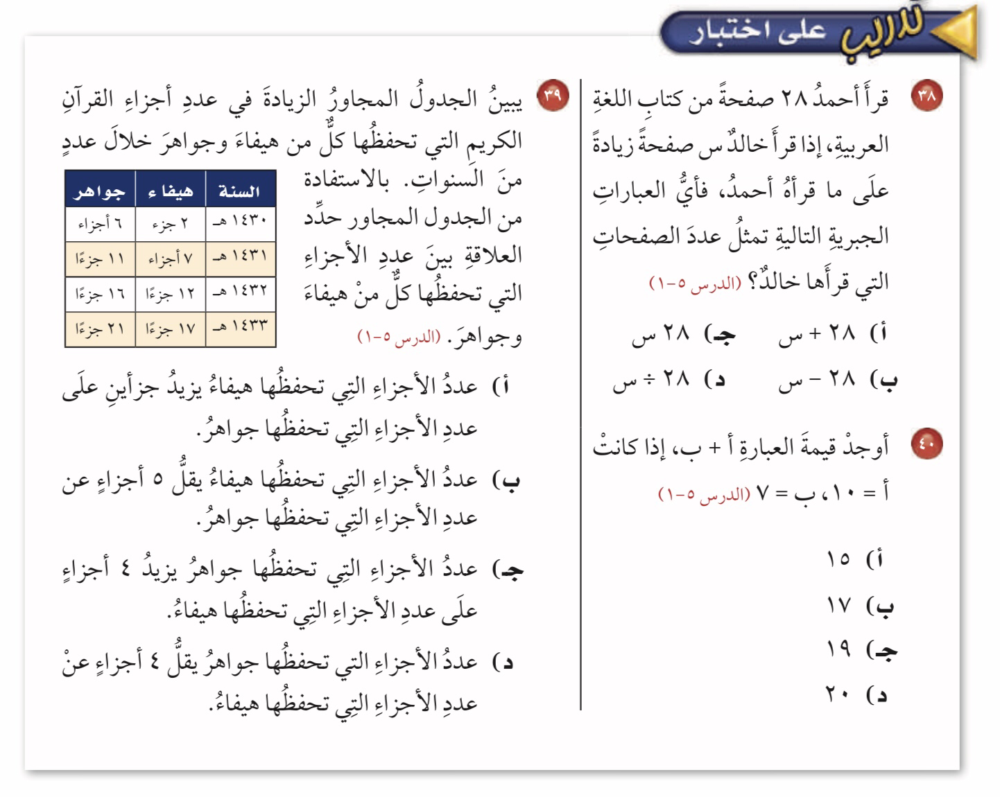 تدريب على اختبار
٣٨ قرأَ أحمدُ ٢٨ صفحةً من كتابِ اللغةِ
العربيةِ، إذا قرأَ خالدٌ س صفحةً زيادةً
علَى ما قرأهُ أحمدُ، فأيُّ العباراتِ
الجبريةِ التاليةِ تمثلُ عددَ الصفحاتِ
التي قرأَها خالدٌ؟ (الدرس ٥-١)
أ) ٢٨ + س جـ) ٢٨ س
ب) ٢٨ – س د) ٢٨ ÷ س
٤٠ أوجدْ قيمةَ العبارةِ أ + ب، إذا كانتْ
أ = ١٠، ب = ٧ (الدرس ٥-١)
أ) ١٥
ب) ١٧
جـ) ١٩
د) ٢٠
٣٩ يبينُ الجدولُ المجاورُ الزيادةَ في عددِ أجزاءِ القرآنِ
الكريمِ التي تحفظُها كلٌّ من هيفاءَ وجواهرَ خلالَ عددٍ
منَ السنواتِ. بالاستفادة
من الجدول المجاور حدِّد
العلاقةِ بينَ عددِ الأجزاءِ
التي تحفظُها كلٌّ منْ هيفاءَ
وجواهرَ. (الدرس ٥-١)
السنة هيفاء جواهر
١٤٣٠ هـ ٢ جزء ٦ أجزاء
١٤٣١ هـ ٧ أجزاء ١١ جزءًا
١٤٣٢ هـ ١٢ جزءًا ١٦ جزءًا
١٤٣٣ هـ ١٧ جزءًا ٢١ جزءًا
أ) عددُ الأجزاءِ التِي تحفظُها هيفاءُ يزيدُ جزأينِ علَى
عددِ الأجزاءِ التِي تحفظُها جواهرُ.
ب) عددُ الأجزاءِ التِي تحفظُها هيفاءُ يقلُّ ٥ أجزاءٍ عن
عددِ الأجزاءِ التِي تحفظُها جواهرُ.
جـ) عددُ الأجزاءِ التِي تحفظُها جواهرُ يزيدُ ٤ أجزاءٍ
علَى عددِ الأجزاءِ التِي تحفظُها هيفاءُ.
د) عددُ الأجزاءِ التي تحفظُها جواهرُ يقلُّ ٤ أجزاءٍ عنْ
عددِ الأجزاءِ التِي تحفظُها هيفاءُ.